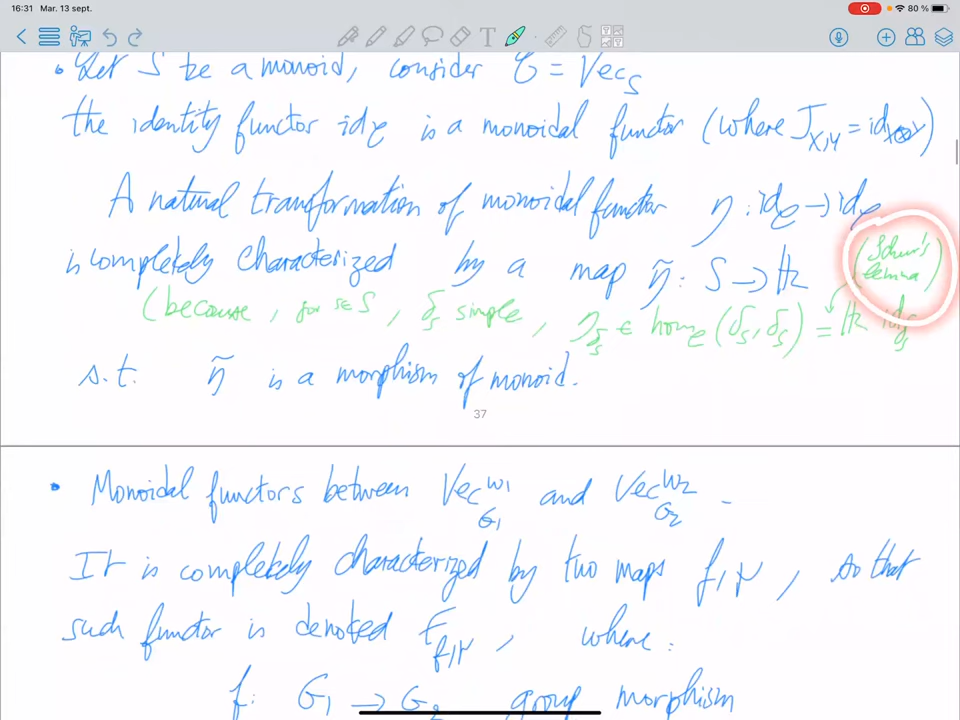 16:31 Mar. 13 sept.
80 %
• Let S be a monoid, consider 𝒞 = Vec_S
the identity functor id_𝒞 is a monoidal functor (where J_{X,Y} = id_{X⊗Y})
A natural transformation of monoidal functor η : id_𝒞 → id_𝒞
is completely characterized by a map η̃ : S → 𝕜
(Schur's lemma)
(because, for s∈S, δ_s simple, η_{δ_s} ∈ hom_𝒞(δ_s, δ_s) = 𝕜 id_{δ_s}
s.t. η̃ is a morphism of monoid.
37
• Monoidal functors between Vec_{G_1}^{ω_1} and Vec_{G_2}^{ω_2} -
It is completely characterized by two maps f, μ, so that
such functor is denoted F_{f,μ}, where:
f: G_1 → G_2 group morphism